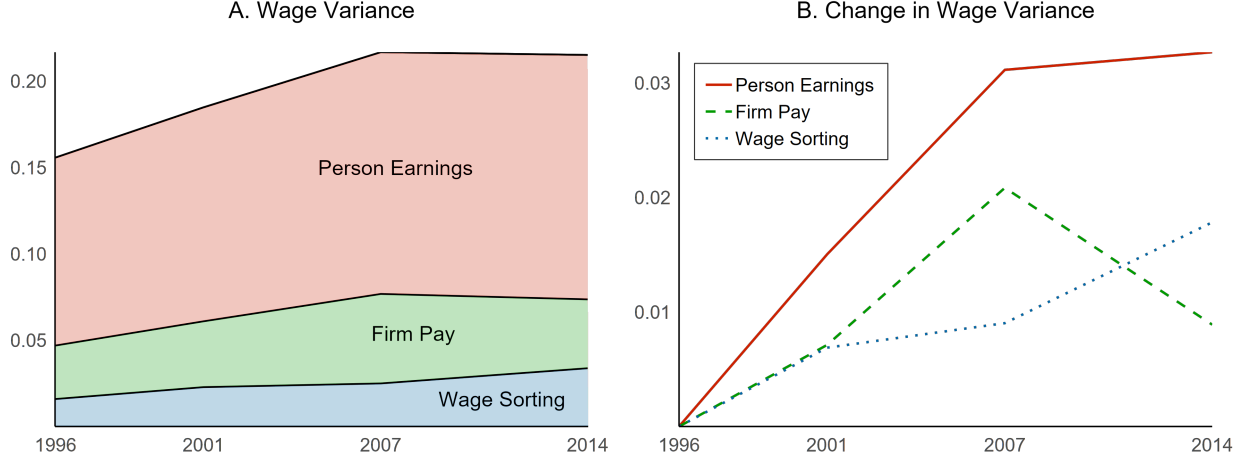 A. Wage Variance
0.20
0.15
0.10
0.05
Person Earnings
Firm Pay
Wage Sorting
1996 2001 2007 2014
B. Change in Wage Variance
0.03
0.02
0.01
Person Earnings
Firm Pay
Wage Sorting
1996 2001 2007 2014